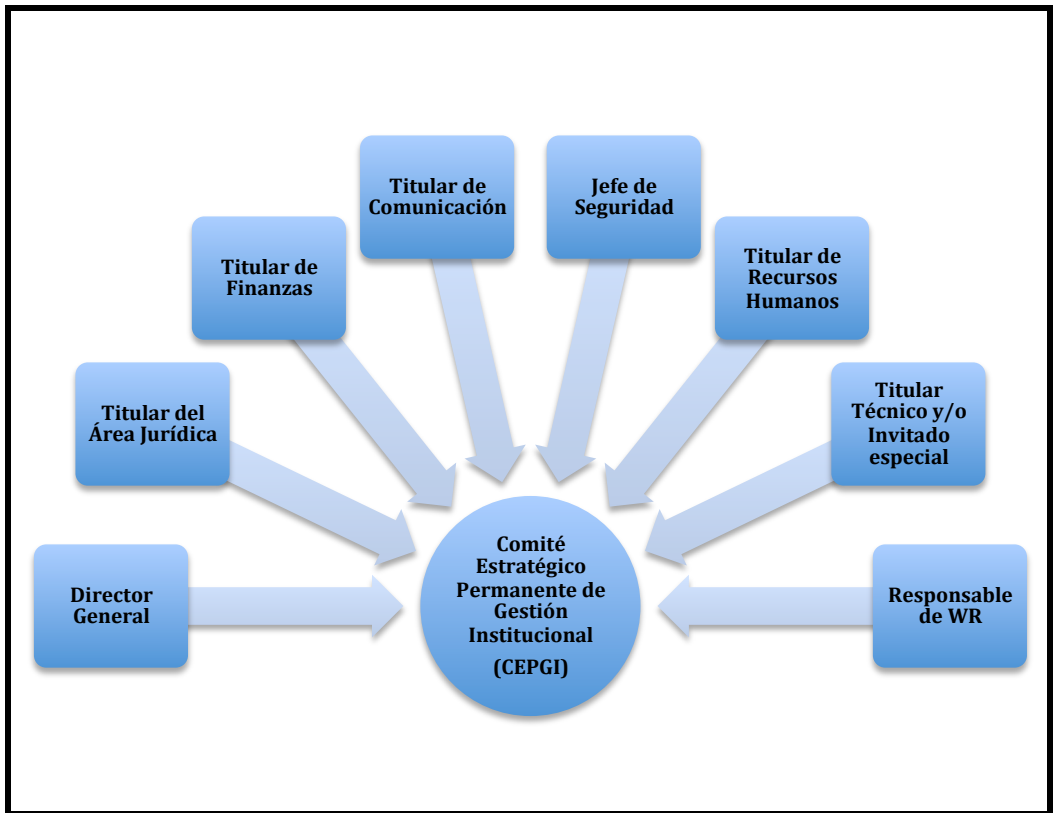 Titular de
Comunicación
Jefe de
Seguridad
Titular de
Finanzas
Titular de
Recursos
Humanos
Titular del
Área Jurídica
Titular
Técnico y/o
Invitado
especial
Director
General
Comité
Estratégico
Permanente de
Gestión
Institucional
(CEPGI)
Responsable
de WR